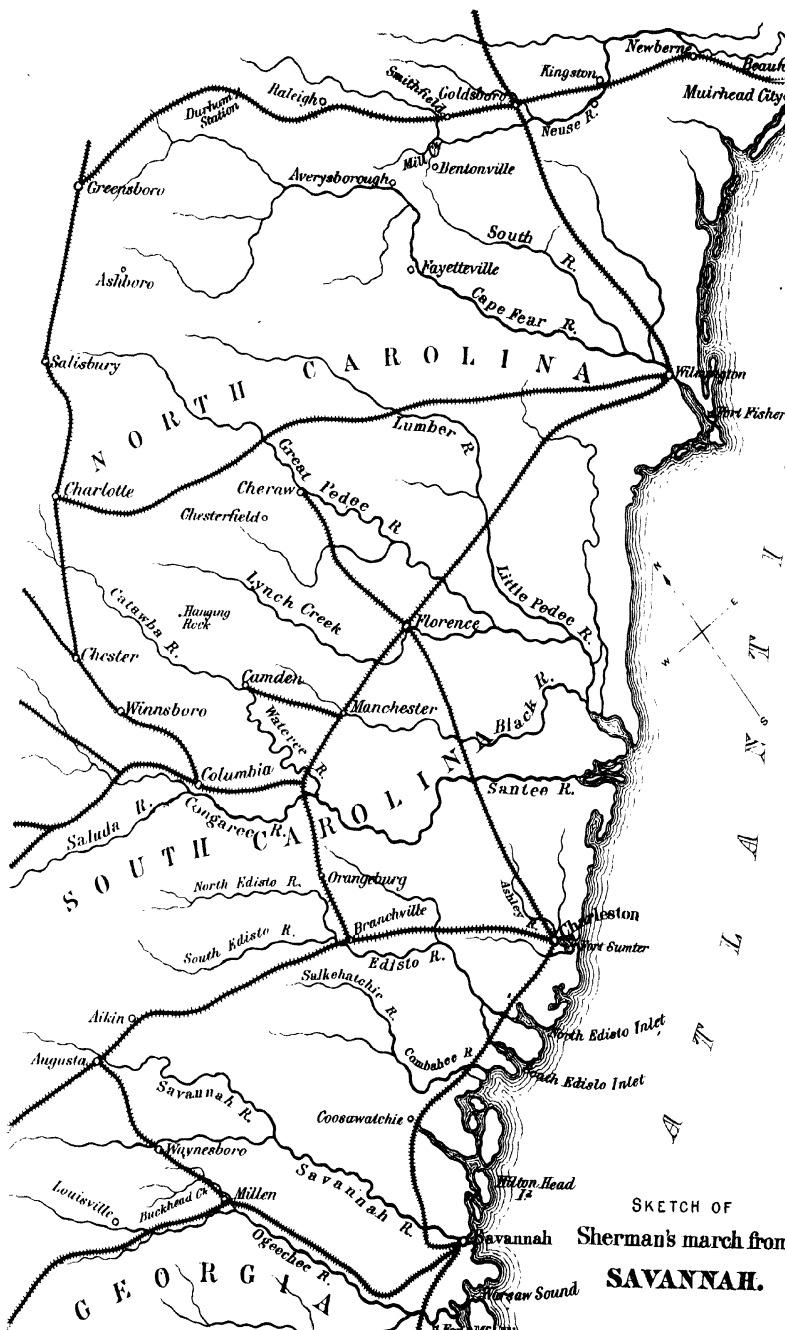 Newberne
Kingston
Muirhead City
Smithfield
Goldsboro
Raleigh
Durham
Station
Neuse R.
Mill
Bentonville
Averysborough
Greensboro
South R.
Ashboro
Fayetteville
Cape Fear R.
Salisbury
NORTH CAROLINA
Wilmington
Fort Fisher
Lumber R
Great Pedee R
Charlotte
Cheraw
Chesterfield
Little Pedee R.
Lynch Creek
Catawba R.
Hanging
Rock
Florence
N
E
W
S
Chester
Camden
Winnsboro
Manchester
Black R.
Wateree R.
Columbia
Santee R.
Saluda R.
Congaree R.
SOUTH CAROLINA
Orangeburg
North Edisto R.
Ashley R.
Branchville
Charleston
South Edisto R.
Fort Sumter
Edisto R.
Salkehatchie R.
Aikin
North Edisto Inlet
Combahee R.
Augusta
South Edisto Inlet
Savannah R.
Coosawatchie
Waynesboro
Savannah R.
Hilton Head
Id
Louisville
Buckhead Ck
Millen
Savannah
Ogeechee R.
GEORGIA
Warsaw Sound
ATLANTI
SKETCH OF
Sherman's march from
SAVANNAH.